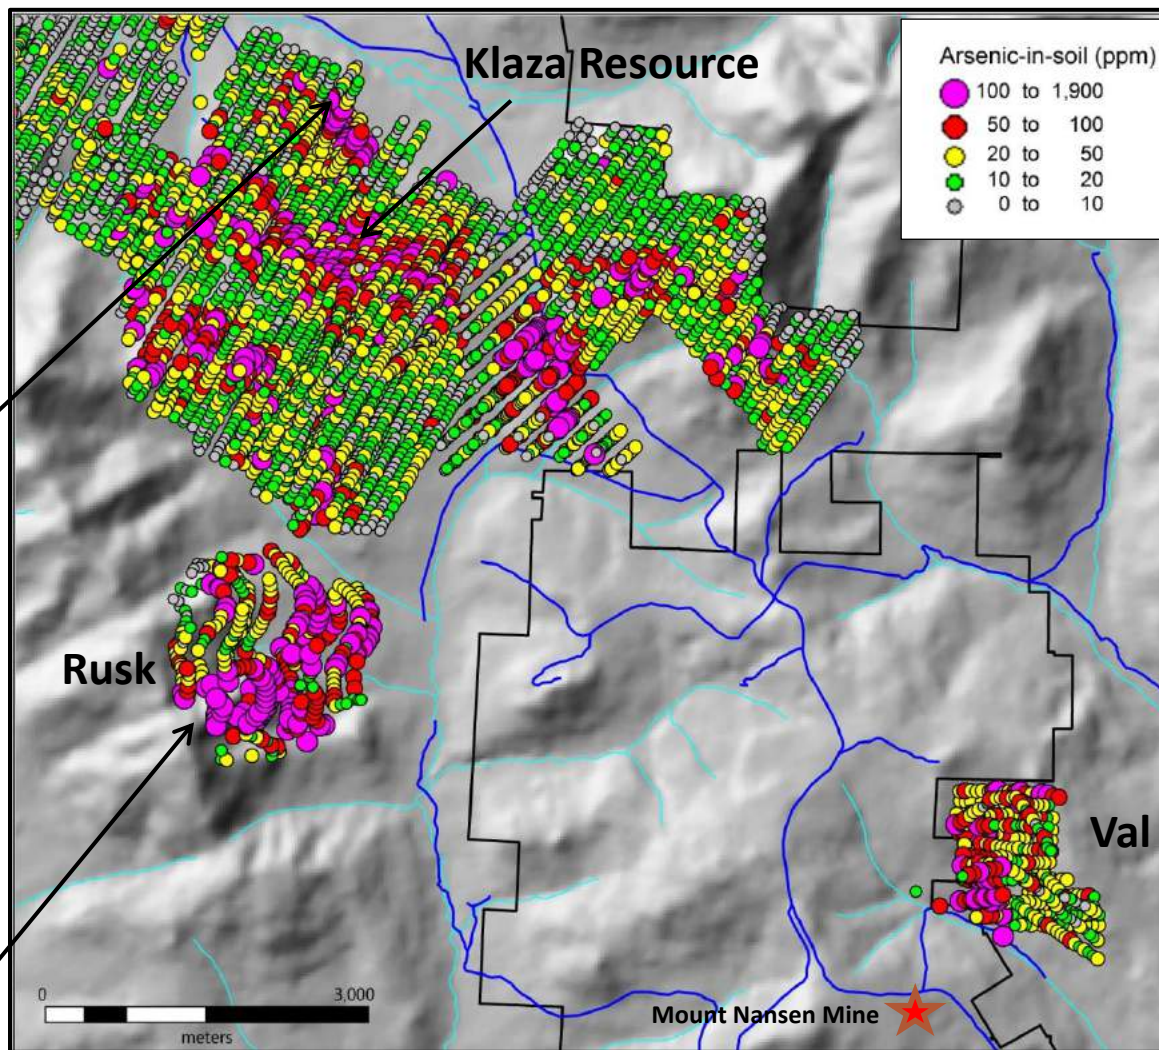 Klaza Resource
Arsenic-in-soil (ppm)
100 to 1,900
50 to 100
20 to 50
10 to 20
0 to 10
Rusk
Val
0 3,000
meters
Mount Nansen Mine